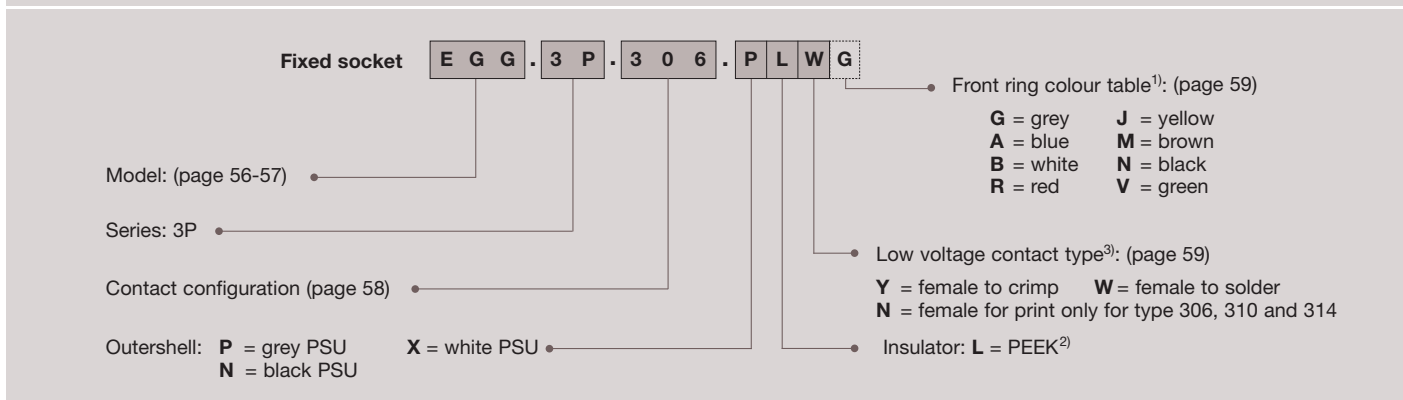 Fixed socket E G G . 3 P . 3 0 6 . P L W G
Front ring colour table1): (page 59)
G = grey J = yellow
A = blue M = brown
B = white N = black
R = red V = green
Model: (page 56-57)
Series: 3P
Low voltage contact type3): (page 59)
Y = female to crimp W = female to solder
N = female for print only for type 306, 310 and 314
Contact configuration (page 58)
Outershell: P = grey PSU X = white PSU
N = black PSU
Insulator: L = PEEK2)